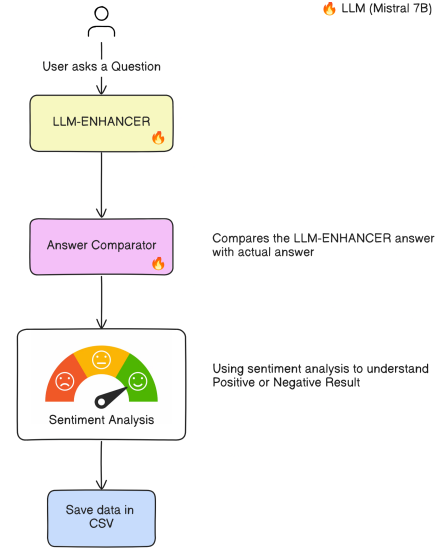 LLM (Mistral 7B)
User asks a Question
LLM-ENHANCER
Answer Comparator
Compares the LLM-ENHANCER answer
with actual answer
Using sentiment analysis to understand
Positive or Negative Result
Sentiment Analysis
Save data in
CSV